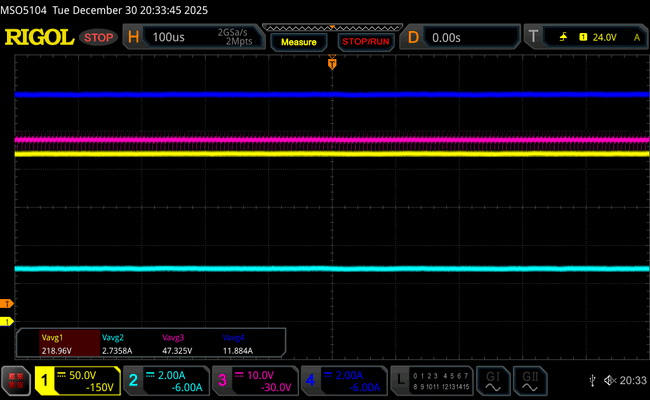 MSO5104 Tue December 30 20:33:45 2025
RIGOL STOP H 100us 2GSa/s 2Mpts Measure STOP/RUN D 0.00s T 1 24.0V A
T
T
1
Vavg1 Vavg2 Vavg3 Vavg4
218.96V 2.7358A 47.325V 11.884A
1 50.0V -150V 2 2.00A -6.00A 3 10.0V -30.0V 4 2.00A -6.00A L 0 1 2 3 4 5 6 7 GI GII 20:33
8 9 10 11 12 13 14 15